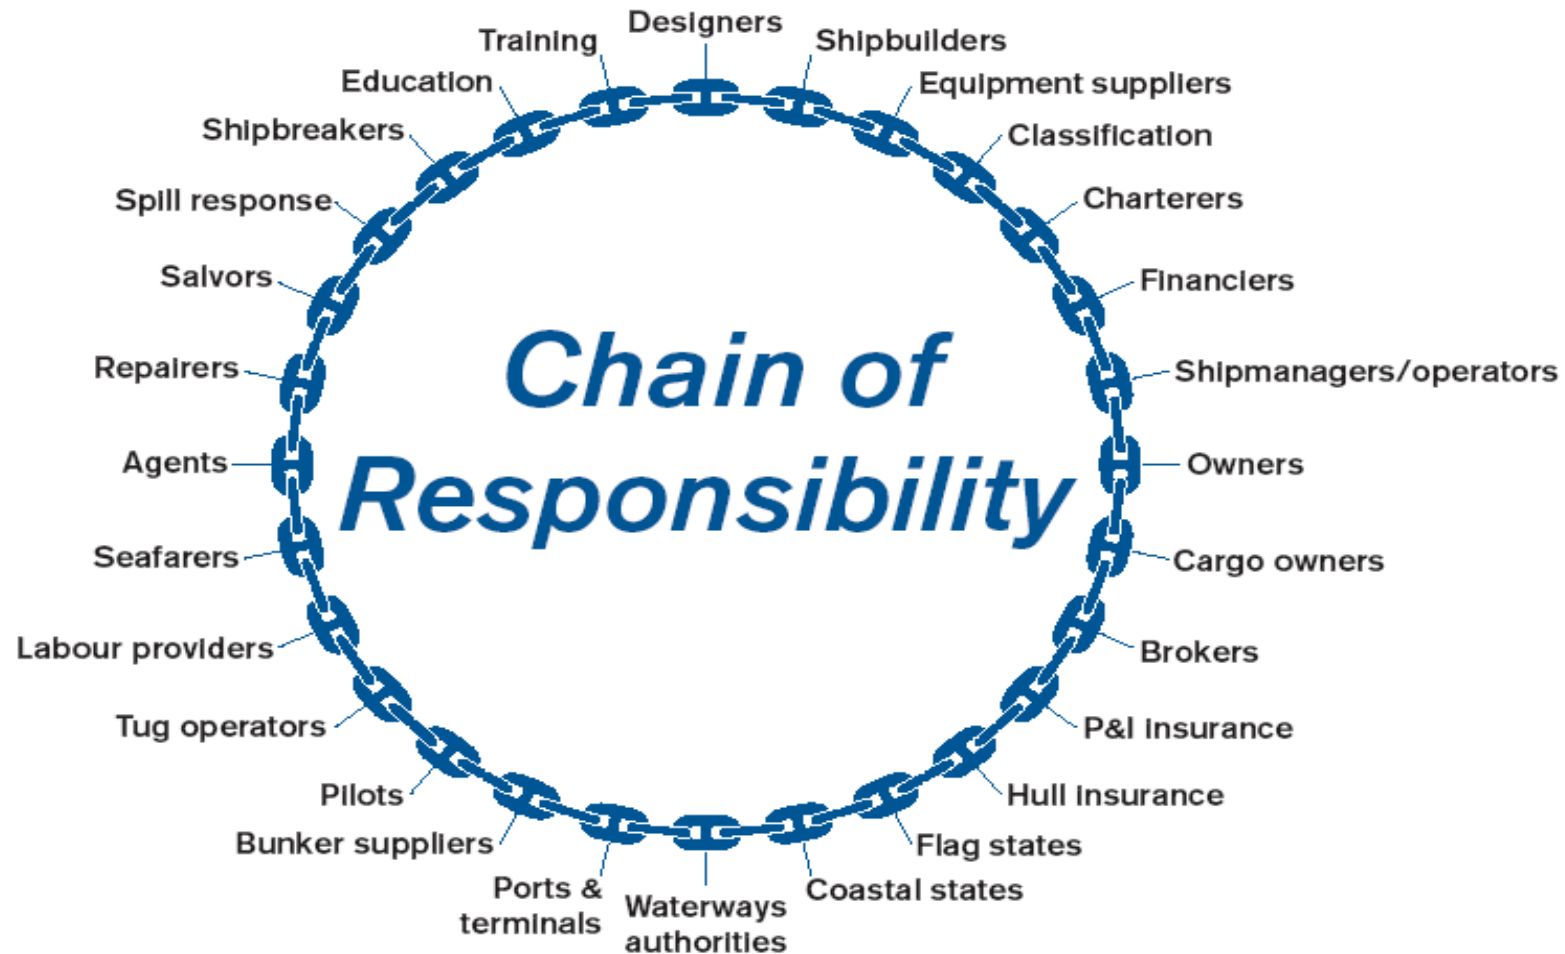 Designers
Shipbuilders
Equipment suppliers
Classification
Charterers
Financiers
Shipmanagers/operators
Owners
Cargo owners
Brokers
P&I insurance
Hull insurance
Flag states
Coastal states
Waterways
authorities
Ports &
terminals
Bunker suppliers
Pilots
Tug operators
Labour providers
Seafarers
Agents
Repairers
Salvors
Spill response
Shipbreakers
Education
Training
Chain of
Responsibility